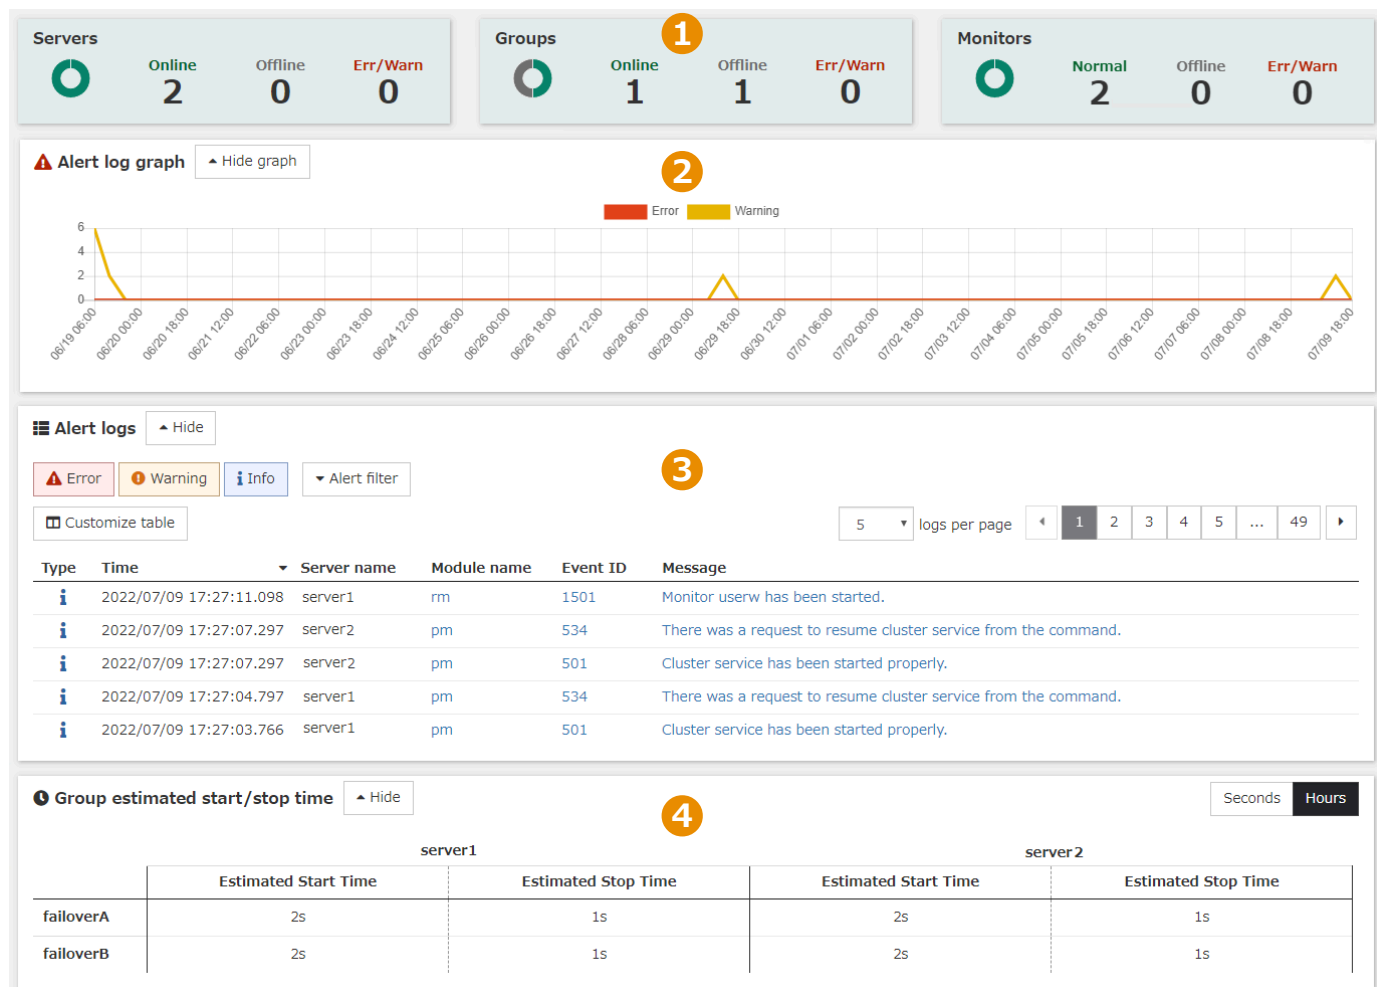 Servers
Online Offline Err/Warn
2 0 0
Groups
Online Offline Err/Warn
1 1 0
Monitors
Normal Offline Err/Warn
2 0 0
1
Alert log graph Hide graph
2
Error Warning
6
4
2
0
06/19 06:00 06/20 00:00 06/20 18:00 06/21 12:00 06/22 06:00 06/23 00:00 06/23 18:00 06/24 12:00 06/25 06:00 06/26 00:00 06/26 18:00 06/27 12:00 06/28 06:00 06/29 00:00 06/29 18:00 06/30 12:00 07/01 06:00 07/02 00:00 07/02 18:00 07/03 12:00 07/04 06:00 07/05 00:00 07/05 18:00 07/06 12:00 07/07 06:00 07/08 00:00 07/08 18:00 07/09 18:00
Alert logs Hide
3
Error Warning Info Alert filter
Customize table
5 logs per page 1 2 3 4 5 ... 49
Type Time Server name Module name Event ID Message
2022/07/09 17:27:11.098 server1 rm 1501 Monitor userw has been started.
2022/07/09 17:27:07.297 server2 pm 534 There was a request to resume cluster service from the command.
2022/07/09 17:27:07.297 server2 pm 501 Cluster service has been started properly.
2022/07/09 17:27:04.797 server1 pm 534 There was a request to resume cluster service from the command.
2022/07/09 17:27:03.766 server1 pm 501 Cluster service has been started properly.
Group estimated start/stop time Hide
4
Seconds Hours
server1 server2
Estimated Start Time Estimated Stop Time Estimated Start Time Estimated Stop Time
failoverA 2s 1s 2s 1s
failoverB 2s 1s 2s 1s